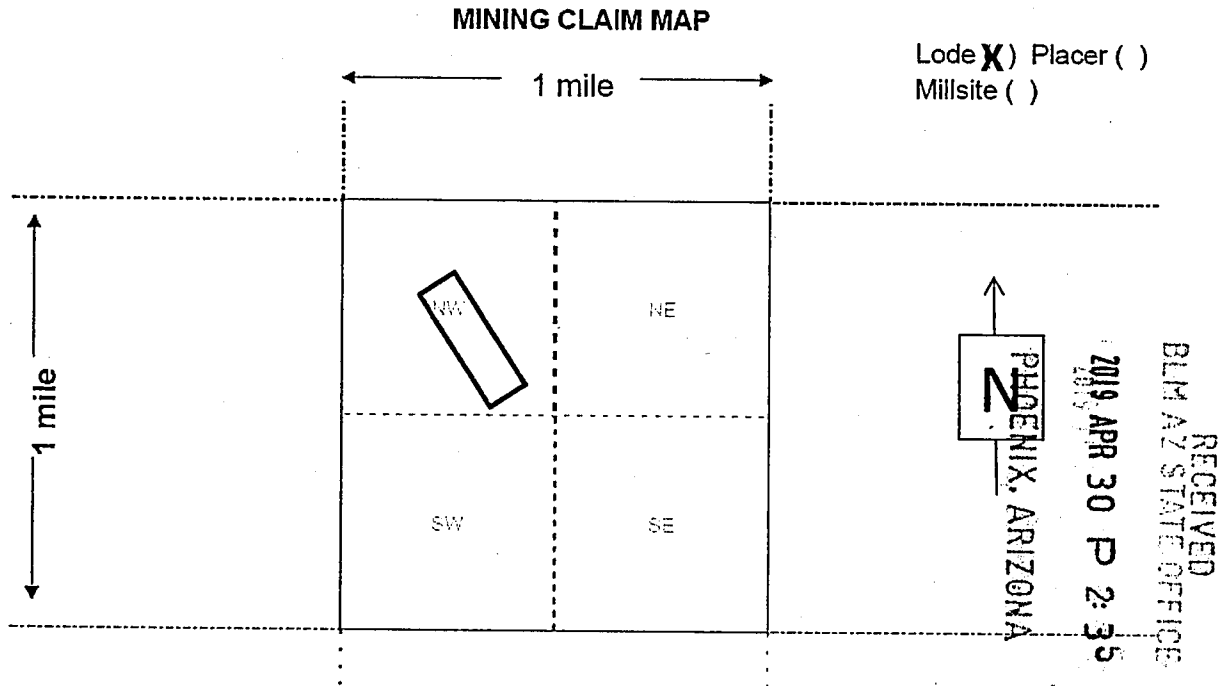 MINING CLAIM MAP
Lode X) Placer ( )
Millsite ( )
1 mile
1 mile
NW
NE
SW
SE
N
RECEIVED
BLM AZ STATE OFFICE
2019 APR 30 P 2:35
PHOENIX, ARIZONA